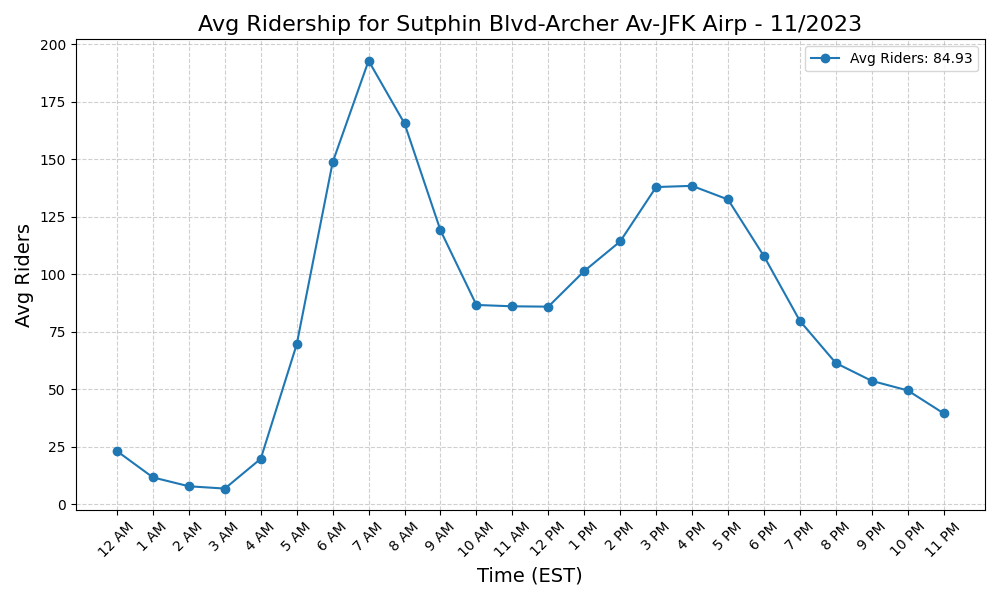 Avg Ridership for Sutphin Blvd-Archer Av-JFK Airp - 11/2023
Avg Riders: 84.93
Avg Riders
200
175
150
125
100
75
50
25
0
12 AM
1 AM
2 AM
3 AM
4 AM
5 AM
6 AM
7 AM
8 AM
9 AM
10 AM
11 AM
12 PM
1 PM
2 PM
3 PM
4 PM
5 PM
6 PM
7 PM
8 PM
9 PM
10 PM
11 PM
Time (EST)